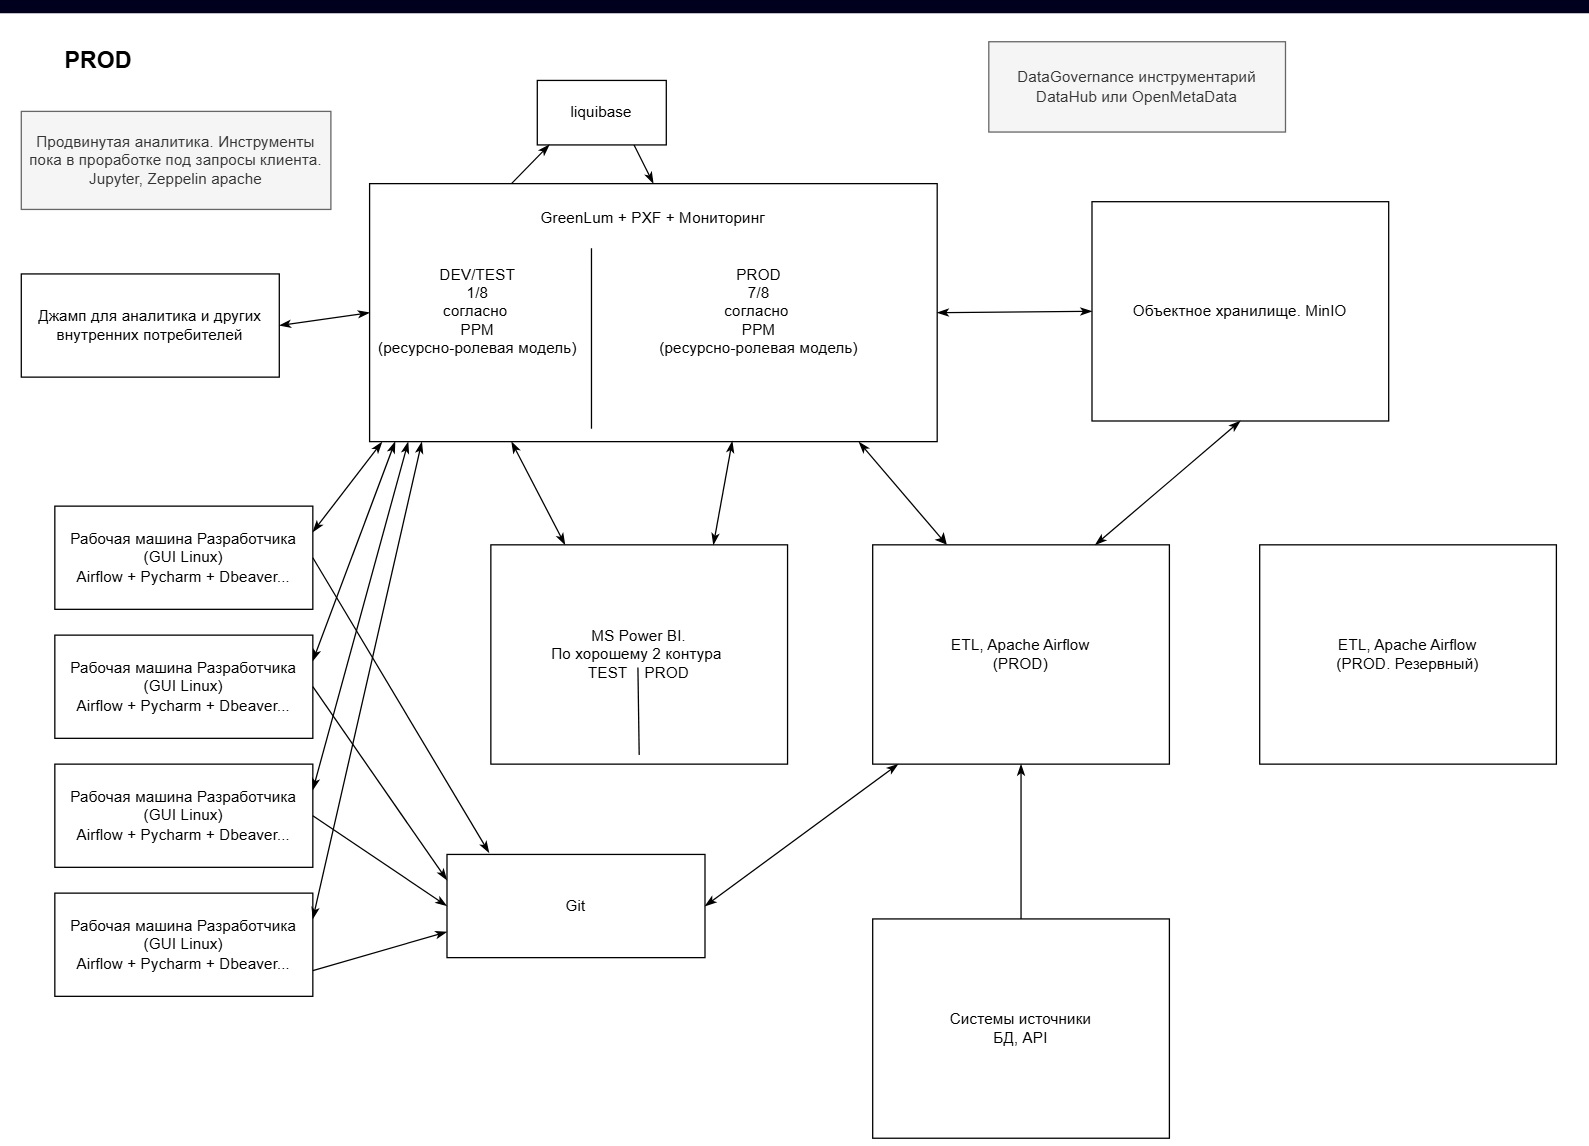 PROD
DataGovernance инструментарий
DataHub или OpenMetaData
liquibase
Продвинутая аналитика. Инструменты
пока в проработке под запросы клиента.
Jupyter, Zeppelin apache
GreenLum + PXF + Мониторинг
DEV/TEST
1/8
согласно
РРМ
(ресурсно-ролевая модель)
PROD
7/8
согласно
РРМ
(ресурсно-ролевая модель)
Объектное хранилище. MinIO
Джамп для аналитика и других
внутренних потребителей
Рабочая машина Разработчика
(GUI Linux)
Airflow + Pycharm + Dbeaver...
Рабочая машина Разработчика
(GUI Linux)
Airflow + Pycharm + Dbeaver...
Рабочая машина Разработчика
(GUI Linux)
Airflow + Pycharm + Dbeaver...
Рабочая машина Разработчика
(GUI Linux)
Airflow + Pycharm + Dbeaver...
MS Power BI.
По хорошему 2 контура
TEST PROD
ETL, Apache Airflow
(PROD)
ETL, Apache Airflow
(PROD. Резервный)
Git
Системы источники
БД, API